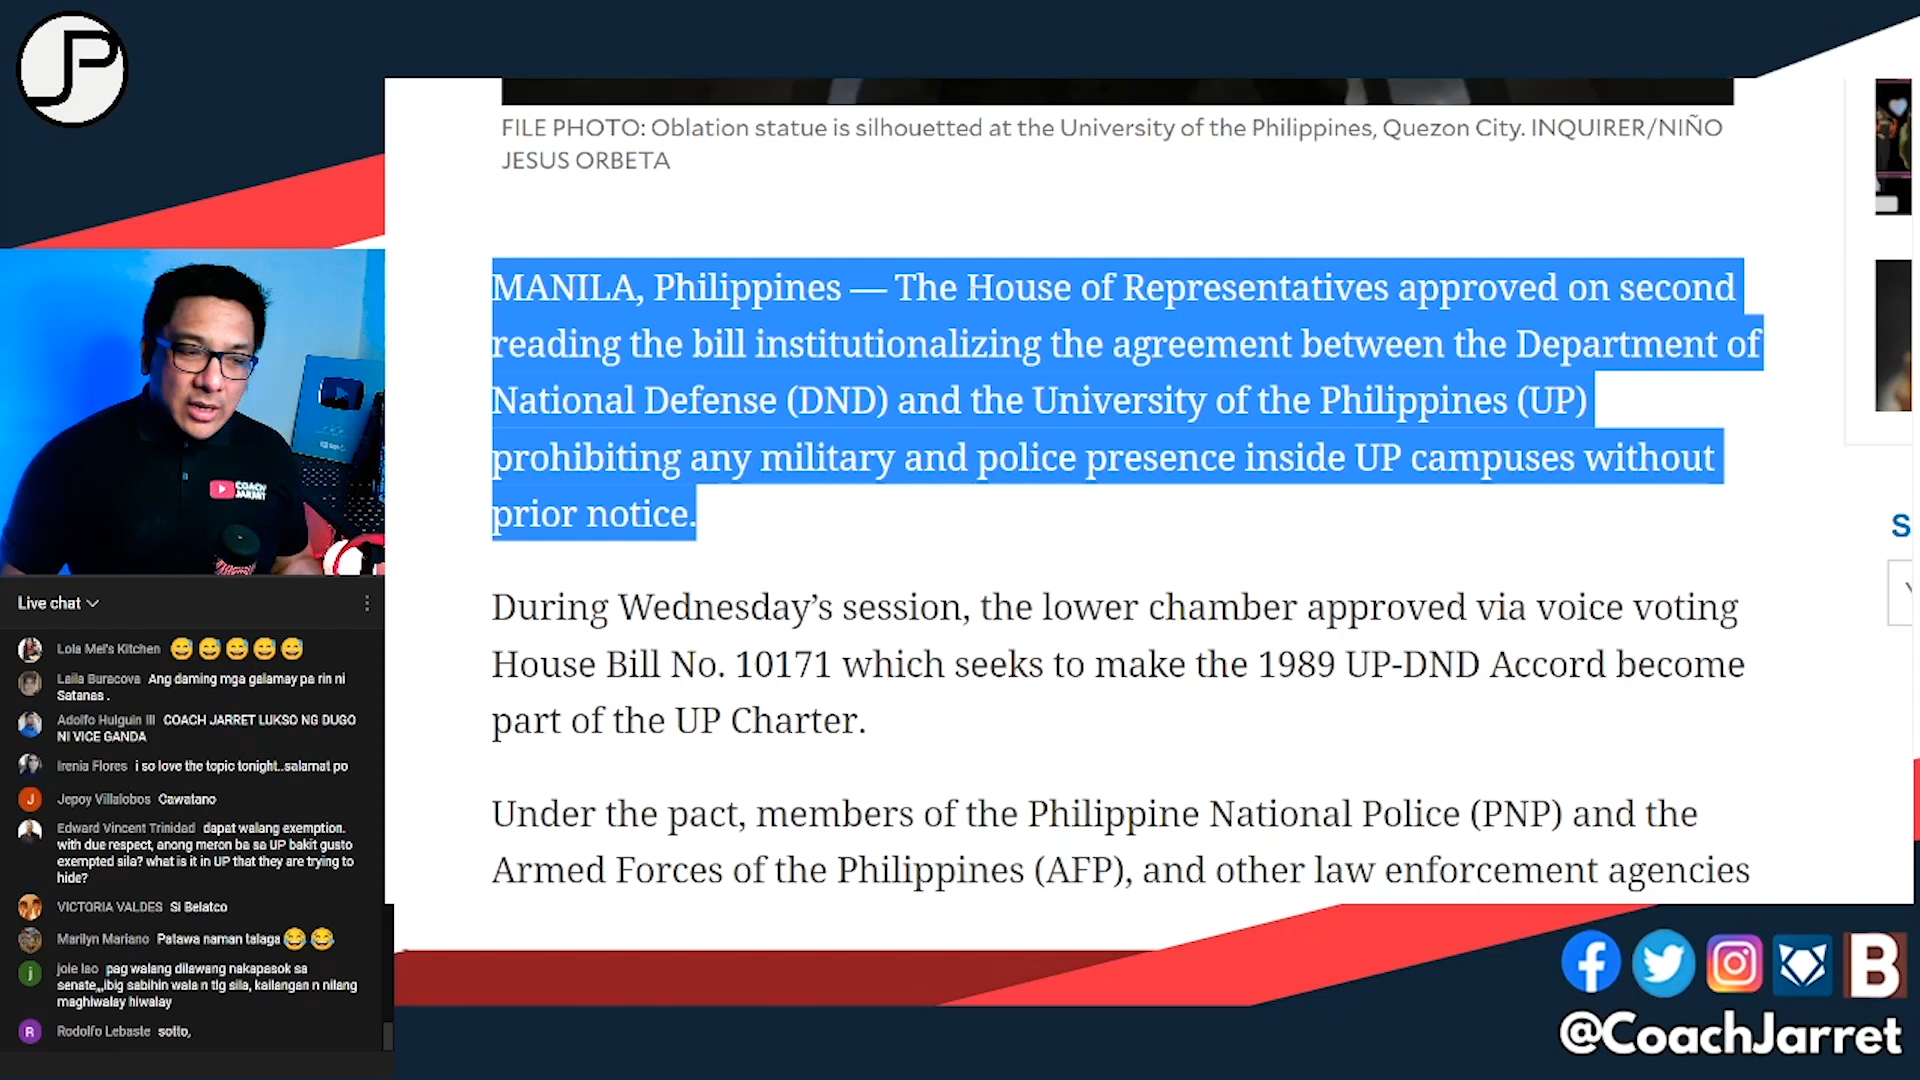 JP
FILE PHOTO: Oblation statue is silhouetted at the University of the Philippines, Quezon City. INQUIRER/NIÑO
JESUS ORBETA
MANILA, Philippines — The House of Representatives approved on second
reading the bill institutionalizing the agreement between the Department of
National Defense (DND) and the University of the Philippines (UP)
prohibiting any military and police presence inside UP campuses without
prior notice.
During Wednesday’s session, the lower chamber approved via voice voting
House Bill No. 10171 which seeks to make the 1989 UP-DND Accord become
part of the UP Charter.
Under the pact, members of the Philippine National Police (PNP) and the
Armed Forces of the Philippines (AFP), and other law enforcement agencies
S
COACH
JARRET
Live chat
Lola Mel's Kitchen 😅😅😅😅😅
Laila Buracova Ang daming mga galamay pa rin ni
Satanas .
Adolfo Hulguin III COACH JARRET LUKSO NG DUGO
NI VICE GANDA
Irenia Flores i so love the topic tonight..salamat po
J
Jepoy Villalobos Cawatano
Edward Vincent Trinidad dapat walang exemption.
with due respect, anong meron ba sa UP bakit gusto
exempted sila? what is it in UP that they are trying to
hide?
VICTORIA VALDES Si Belatco
Marilyn Mariano Patawa naman talaga 😂😂
j
joie lao pag walang dilawang nakapasok sa
senate,,,ibig sabihin wala n tlg sila, kailangan n nilang
maghiwalay hiwalay
R
Rodolfo Lebaste sotto,
B
@CoachJarret